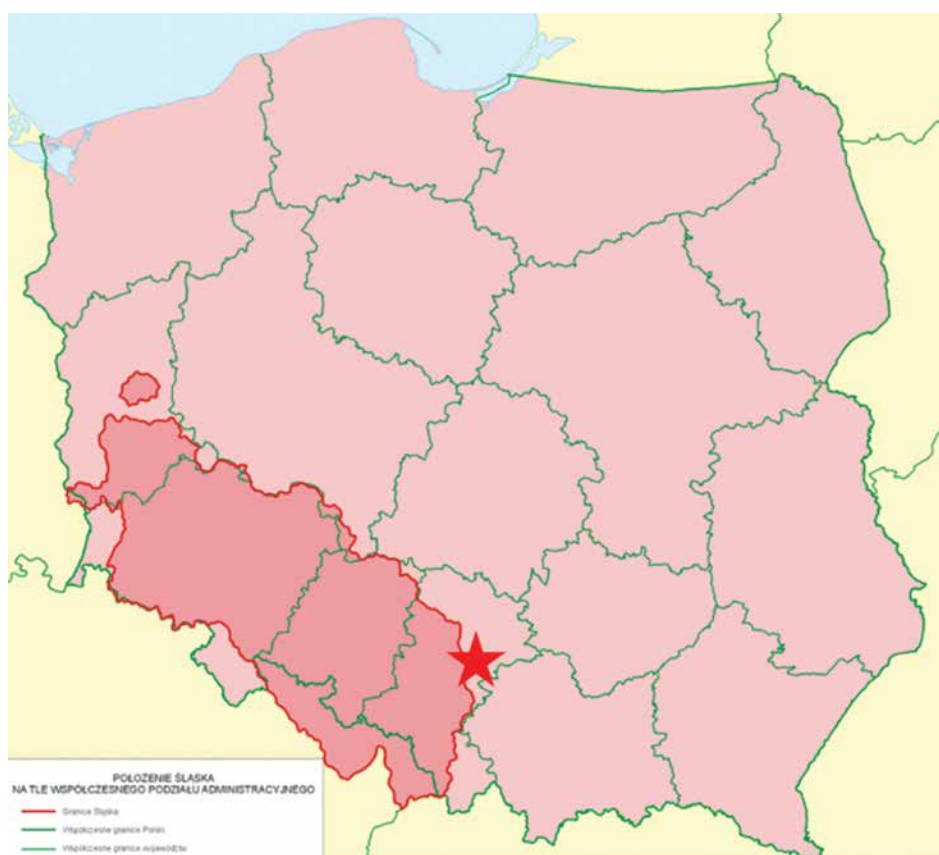 POŁOŻENIE ŚLĄSKA
NA TLE WSPÓŁCZESNEGO PODZIAŁU ADMINISTRACYJNEGO
Granice Śląska
Współczesne granice Polski
Współczesne granice województw